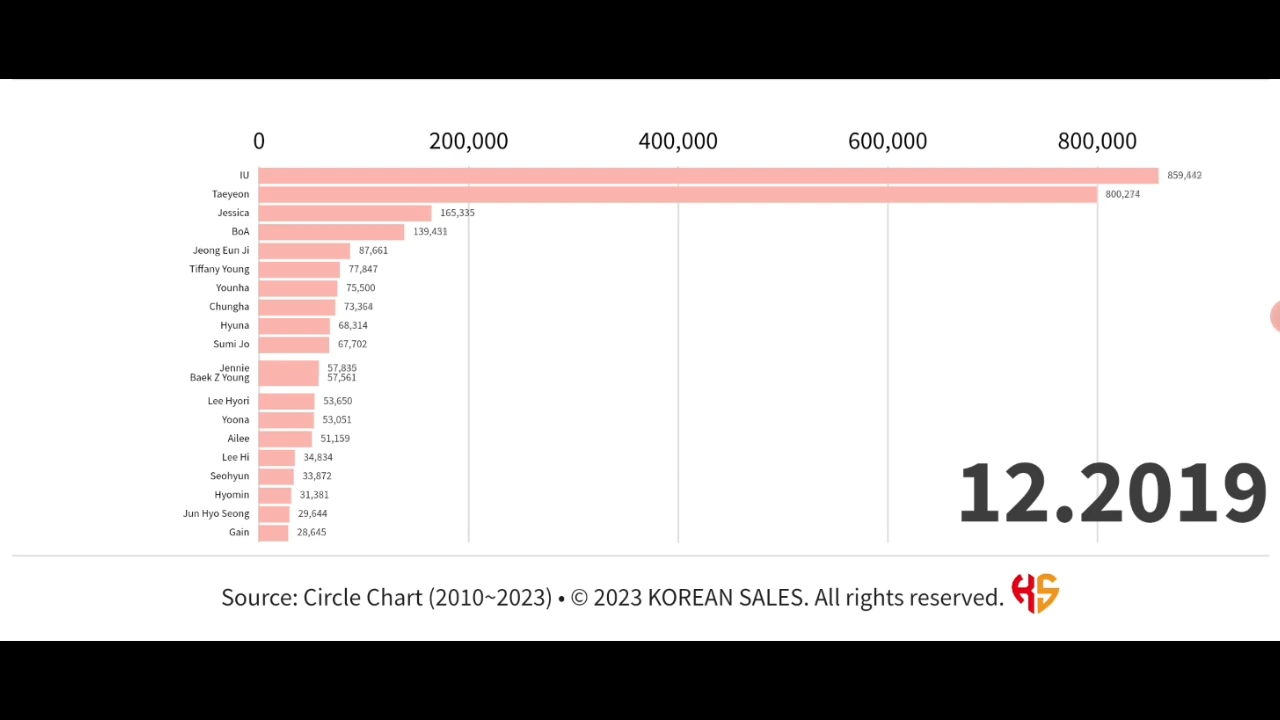 0 200,000 400,000 600,000 800,000
IU 859,442
Taeyeon 800,274
Jessica 165,335
BoA 139,431
Jeong Eun Ji 87,661
Tiffany Young 77,847
Younha 75,500
Chungha 73,364
Hyuna 68,314
Sumi Jo 67,702
Jennie 57,835
Baek Z Young 57,561
Lee Hyori 53,650
Yoona 53,051
Ailee 51,159
Lee Hi 34,834
Seohyun 33,872
Hyomin 31,381
Jun Hyo Seong 29,644
Gain 28,645
12.2019
Source: Circle Chart (2010~2023) • © 2023 KOREAN SALES. All rights reserved. KS